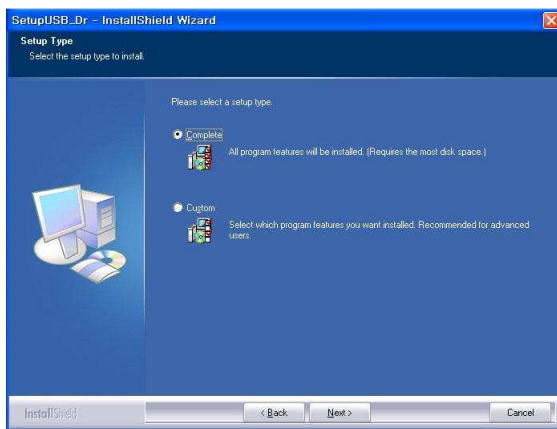 SetupUSB_Dr - InstallShield Wizard
Setup Type
Select the setup type to install.
Please select a setup type.
Complete
All program features will be installed. (Requires the most disk space.)
Custom
Select which program features you want installed. Recommended for advanced
users.
InstallShield
< Back
Next >
Cancel